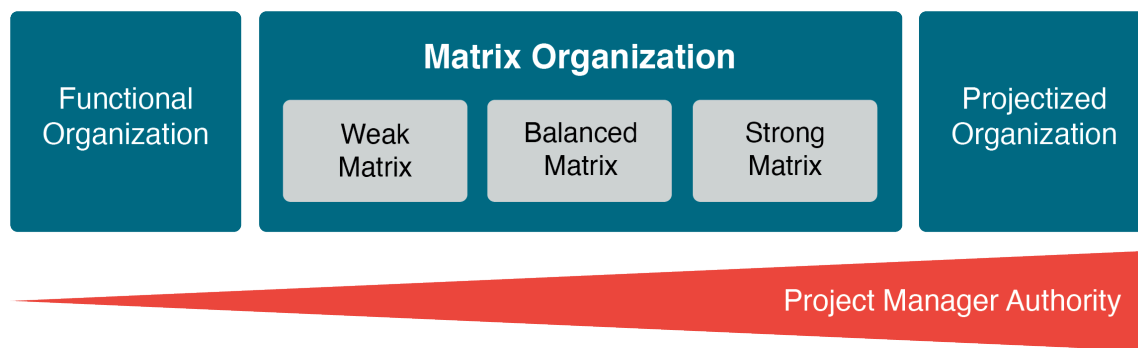 Functional
Organization
Matrix Organization
Weak
Matrix
Balanced
Matrix
Strong
Matrix
Projectized
Organization
Project Manager Authority